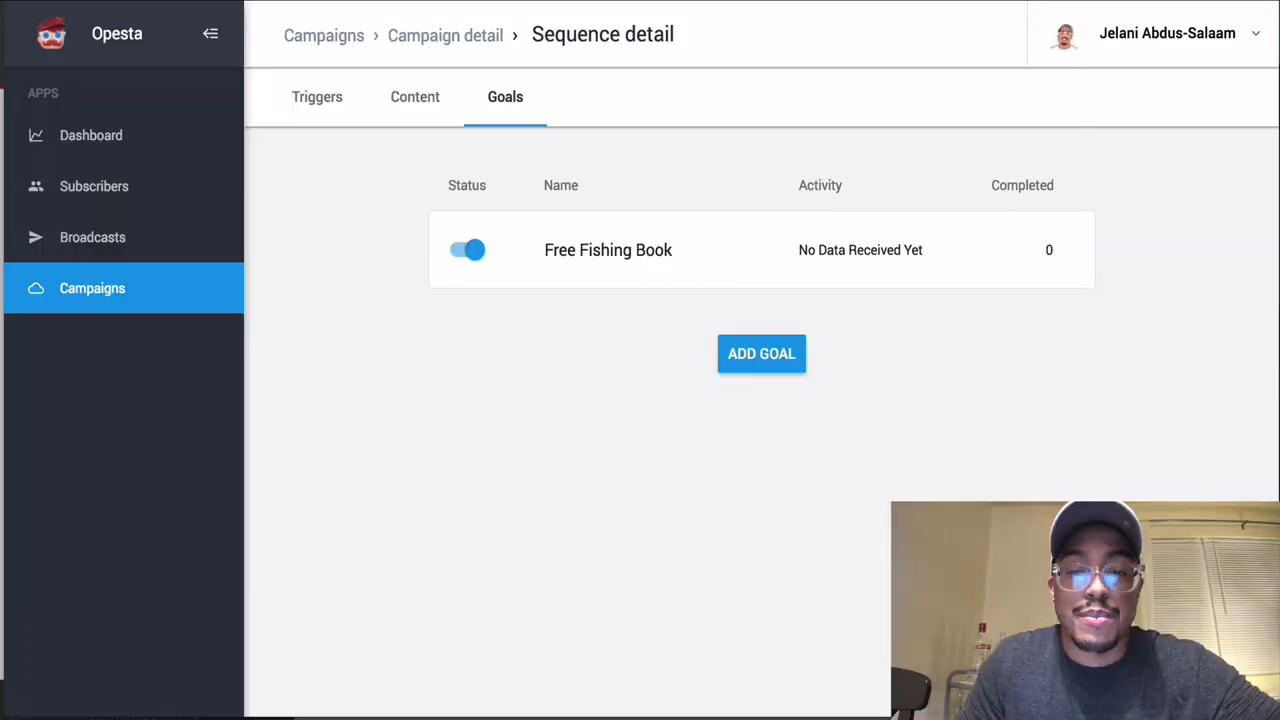 Opesta
Campaigns › Campaign detail › Sequence detail
Jelani Abdus-Salaam
APPS
Triggers Content Goals
Dashboard
Subscribers
Broadcasts
Campaigns
Status Name Activity Completed
Free Fishing Book No Data Received Yet 0
ADD GOAL